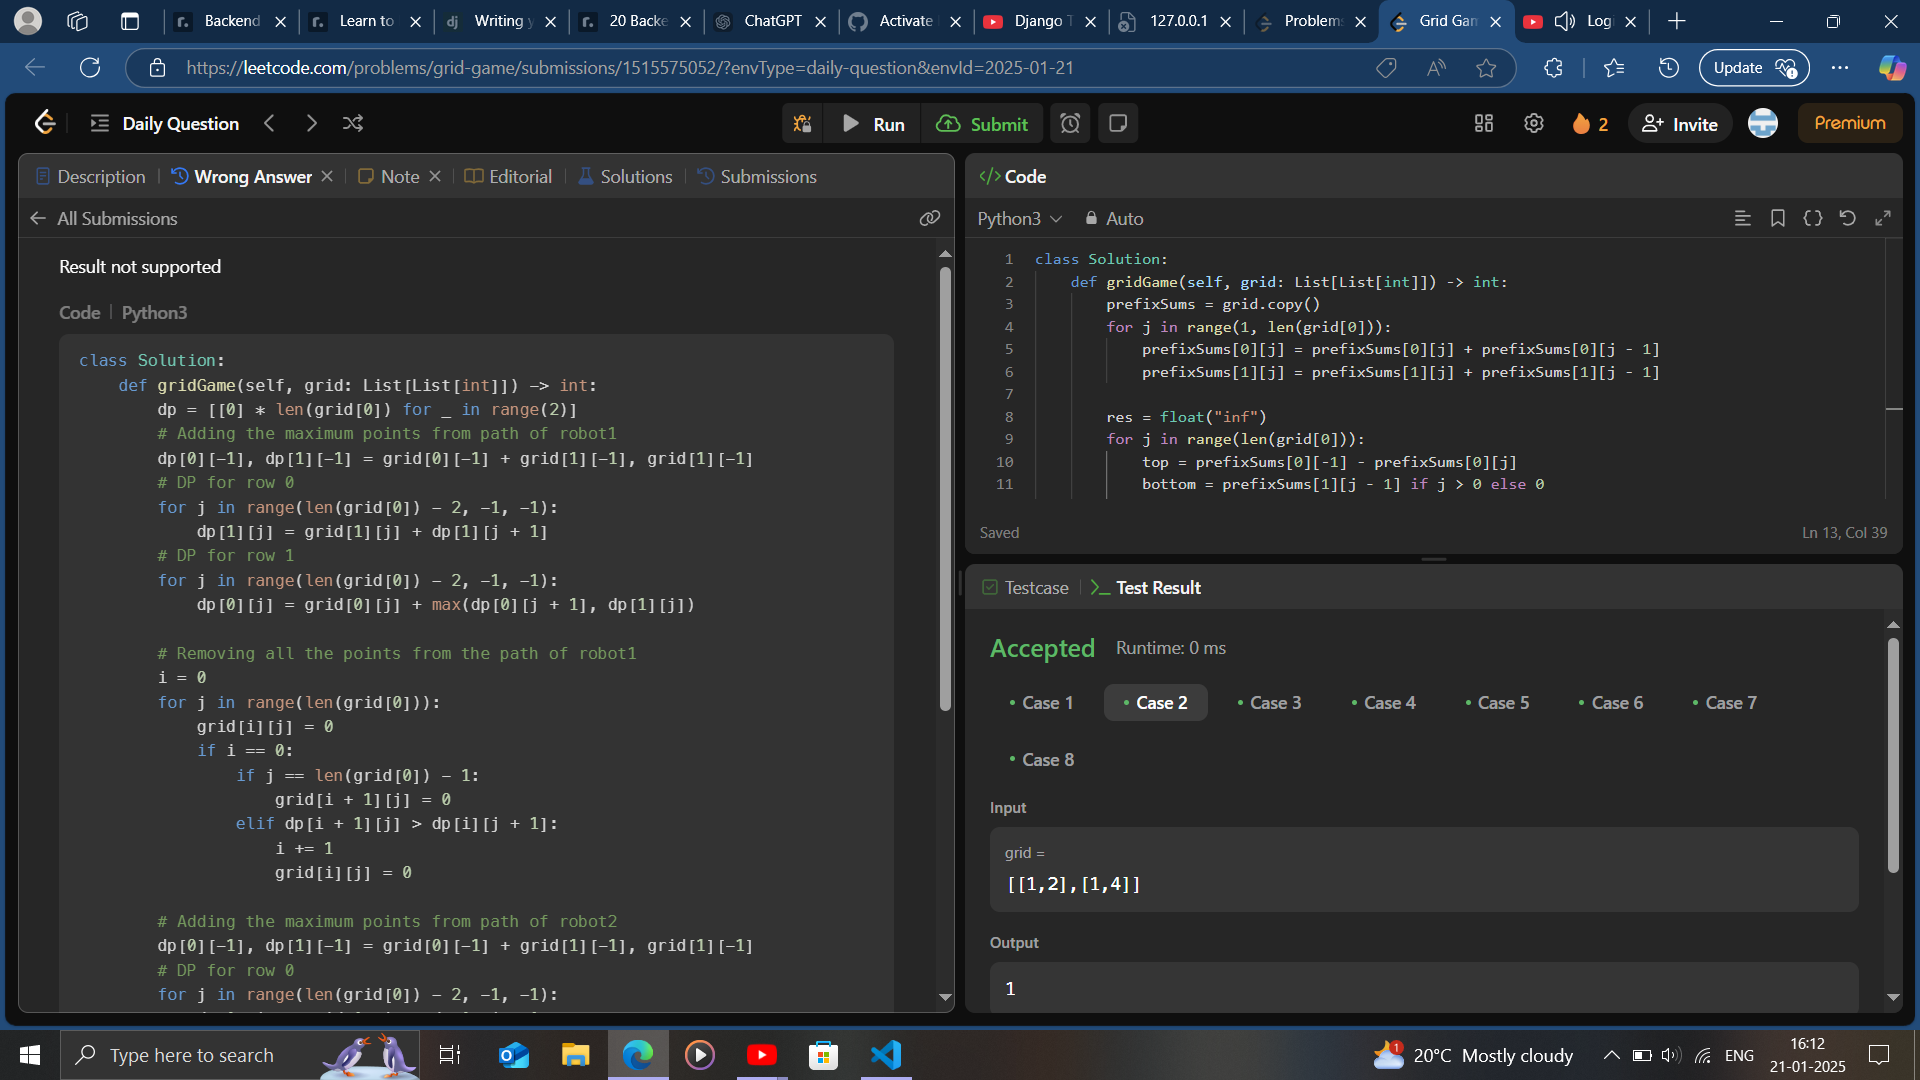 Backend
Learn to
Writing y
20 Backe
ChatGPT
Activate
Django T
127.0.0.1
Problem
Grid Gam
Logi
https://leetcode.com/problems/grid-game/submissions/1515575052/?envType=daily-question&envId=2025-01-21
Update
Daily Question
Run
Submit
2
Invite
Premium
Description
Wrong Answer
Note
Editorial
Solutions
Submissions
All Submissions
Result not supported
Code | Python3
class Solution:
    def gridGame(self, grid: List[List[int]]) -> int:
        dp = [[0] * len(grid[0]) for _ in range(2)]
        # Adding the maximum points from path of robot1
        dp[0][-1], dp[1][-1] = grid[0][-1] + grid[1][-1], grid[1][-1]
        # DP for row 0
        for j in range(len(grid[0]) - 2, -1, -1):
            dp[1][j] = grid[1][j] + dp[1][j + 1]
        # DP for row 1
        for j in range(len(grid[0]) - 2, -1, -1):
            dp[0][j] = grid[0][j] + max(dp[0][j + 1], dp[1][j])
        # Removing all the points from the path of robot1
        i = 0
        for j in range(len(grid[0])):
            grid[i][j] = 0
            if i == 0:
                if j == len(grid[0]) - 1:
                    grid[i + 1][j] = 0
                elif dp[i + 1][j] > dp[i][j + 1]:
                    i += 1
                    grid[i][j] = 0
        # Adding the maximum points from path of robot2
        dp[0][-1], dp[1][-1] = grid[0][-1] + grid[1][-1], grid[1][-1]
        # DP for row 0
        for j in range(len(grid[0]) - 2, -1, -1):
Code
Python3
Auto
1 class Solution:
2     def gridGame(self, grid: List[List[int]]) -> int:
3         prefixSums = grid.copy()
4         for j in range(1, len(grid[0])):
5             prefixSums[0][j] = prefixSums[0][j] + prefixSums[0][j - 1]
6             prefixSums[1][j] = prefixSums[1][j] + prefixSums[1][j - 1]
7
8         res = float("inf")
9         for j in range(len(grid[0])):
10             top = prefixSums[0][-1] - prefixSums[0][j]
11             bottom = prefixSums[1][j - 1] if j > 0 else 0
Saved
Ln 13, Col 39
Testcase
Test Result
Accepted
Runtime: 0 ms
Case 1
Case 2
Case 3
Case 4
Case 5
Case 6
Case 7
Case 8
Input
grid =
[[1,2],[1,4]]
Output
1
Type here to search
1
20°C Mostly cloudy
ENG
16:12
21-01-2025